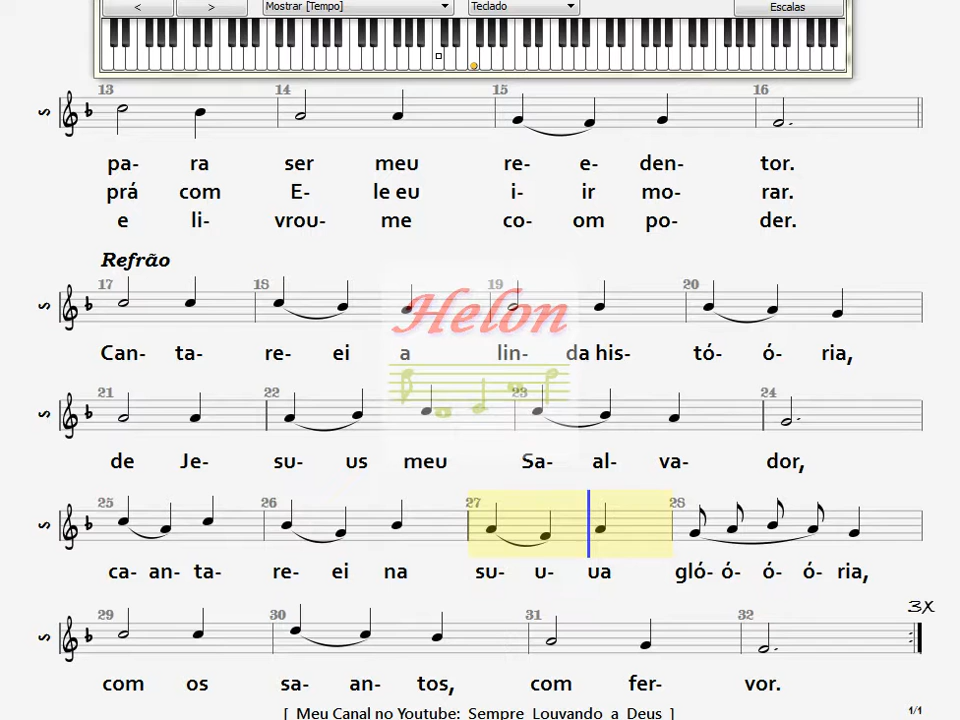 < > Mostrar [Tempo] Teclado Escalas
13 14 15 16
S
pa- ra ser meu re- e- den- tor.
prá com E- le eu i- ir mo- rar.
e li- vrou- me co- om po- der.
Refrão
17 18 19 20
S
Can- ta- re- ei a lin- da his- tó- ó- ria,
Helon
21 22 23 24
S
de Je- su- us meu Sa- al- va- dor,
25 26 27 28
S
ca- an- ta- re- ei na su- u- ua gló- ó- ó- ó- ria,
3X
29 30 31 32
S
com os sa- an- tos, com fer- vor.
[ Meu Canal no Youtube: Sempre Louvando a Deus ] 1/1